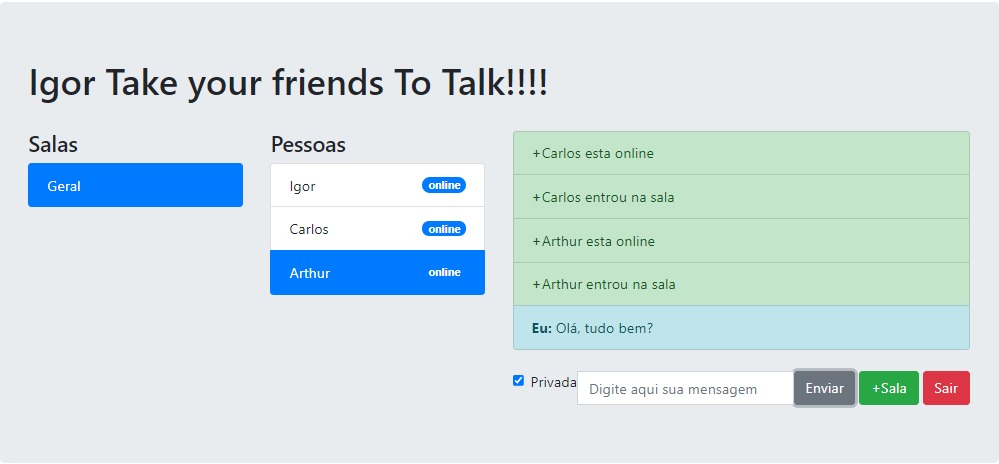 Igor Take your friends To Talk!!!!
Salas
Geral
Pessoas
Igor online
Carlos online
Arthur online
+Carlos esta online
+Carlos entrou na sala
+Arthur esta online
+Arthur entrou na sala
Eu: Olá, tudo bem?
Privada Digite aqui sua mensagem Enviar +Sala Sair